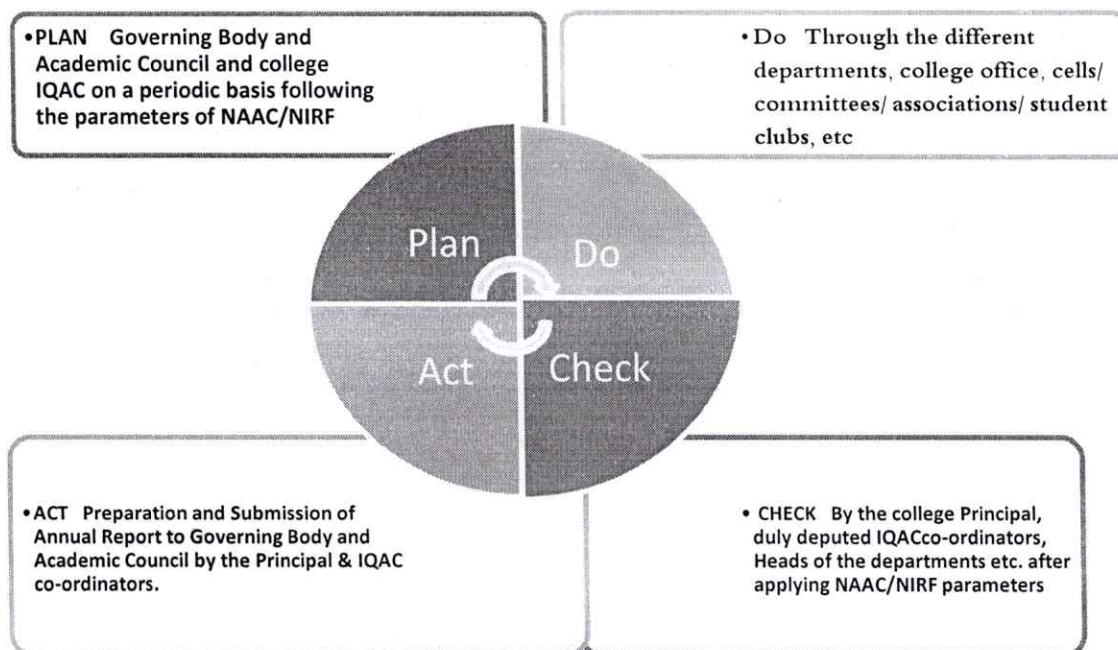 •PLAN Governing Body and
Academic Council and college
IQAC on a periodic basis following
the parameters of NAAC/NIRF
•Do Through the different
departments, college office, cells/
committees/ associations/ student
clubs, etc
Plan
Do
Act
Check
•ACT Preparation and Submission of
Annual Report to Governing Body and
Academic Council by the Principal & IQAC
co-ordinators.
• CHECK By the college Principal,
duly deputed IQACco-ordinators,
Heads of the departments etc. after
applying NAAC/NIRF parameters